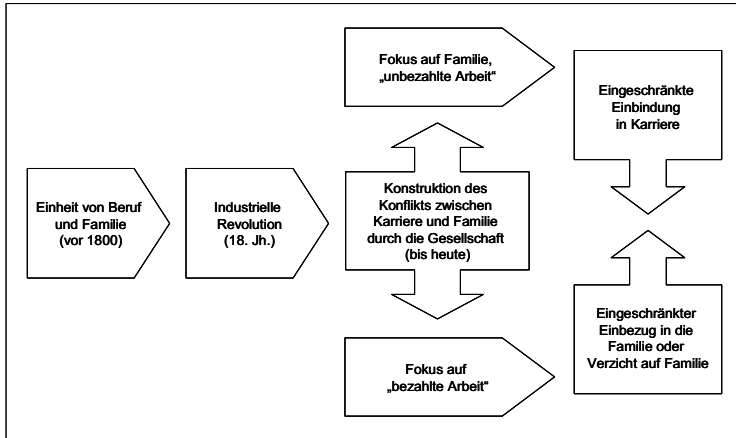 Einheit von Beruf
und Familie
(vor 1800)
Industrielle
Revolution
(18. Jh.)
Fokus auf Familie,
„unbezahlte Arbeit“
Konstruktion des
Konflikts zwischen
Karriere und Familie
durch die Gesellschaft
(bis heute)
Fokus auf
„bezahlte Arbeit“
Eingeschränkte
Einbindung
in Karriere
Eingeschränkter
Einbezug in die
Familie oder
Verzicht auf Familie